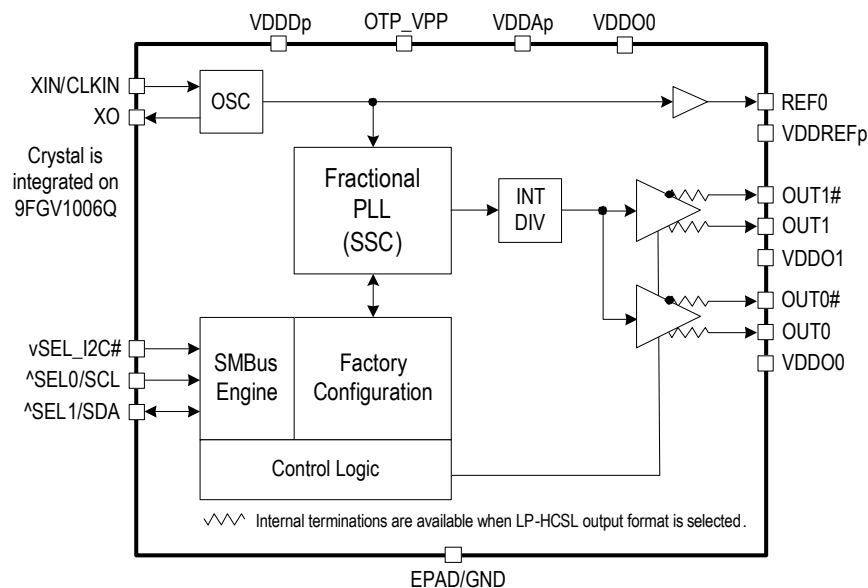 VDDDp
OTP_VPP
VDDAp
VDDO0
XIN/CLKIN
XO
OSC
REF0
VDDREFp
Crystal is
integrated on
9FGV1006Q
Fractional
PLL
(SSC)
INT
DIV
OUT1#
OUT1
VDDO1
OUT0#
OUT0
VDDO0
vSEL_I2C#
^SEL0/SCL
^SEL1/SDA
SMBus
Engine
Factory
Configuration
Control Logic
Internal terminations are available when LP-HCSL output format is selected.
EPAD/GND